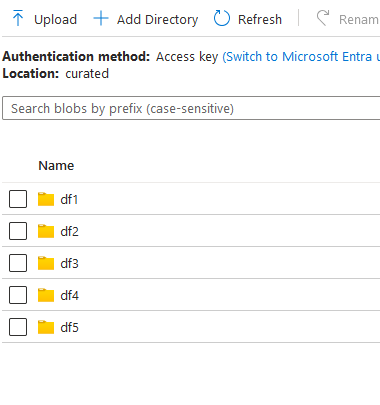 Upload Add Directory Refresh Renam
Authentication method: Access key (Switch to Microsoft Entra u
Location: curated
Search blobs by prefix (case-sensitive)
Name
df1
df2
df3
df4
df5